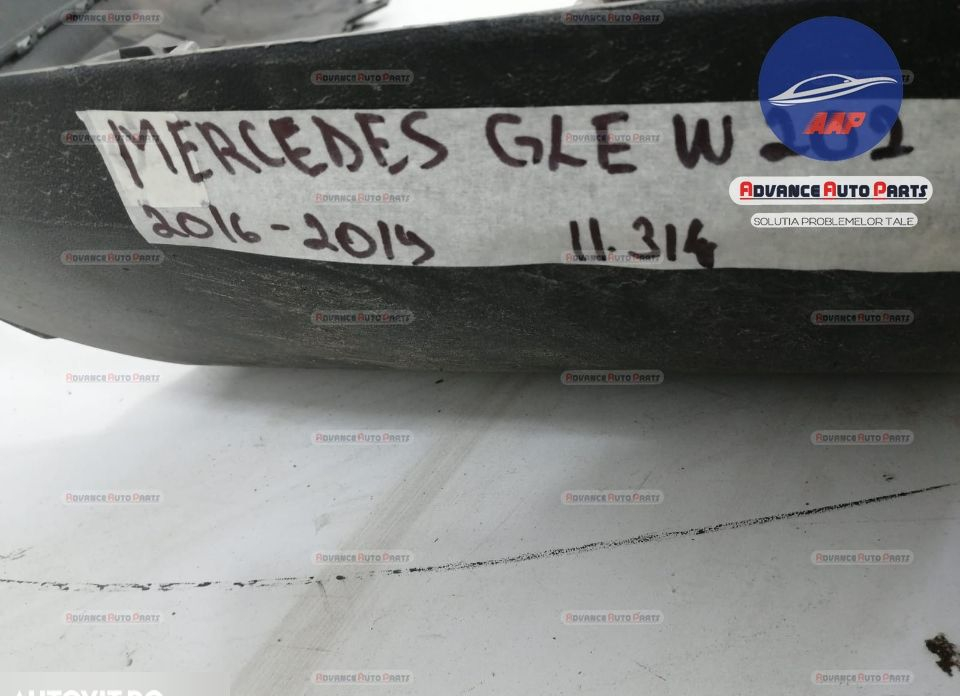 MERCEDES GLE W
2016-2019
11.314
AAP
ADVANCE AUTO PARTS
SOLUTIA PROBLEMELOR TALE